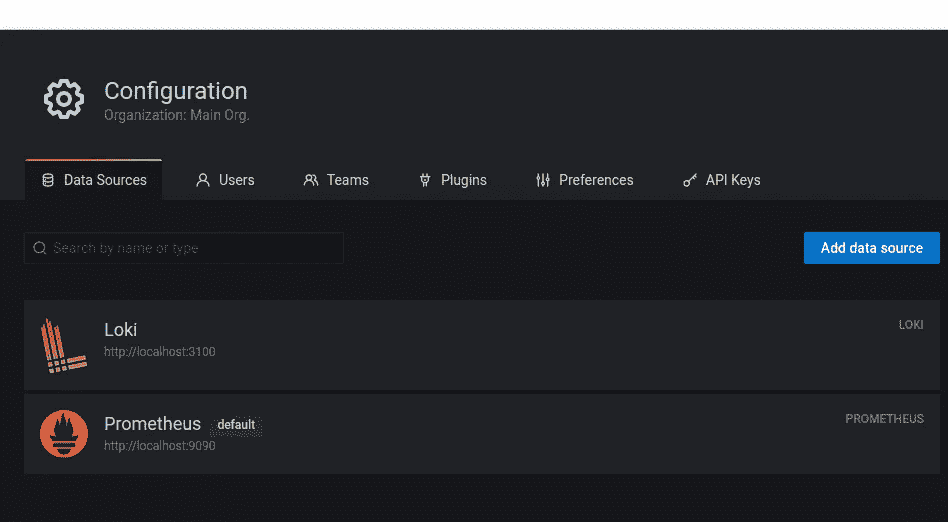 Configuration
Organization: Main Org.
Data Sources Users Teams Plugins Preferences API Keys
Search by name or type
Add data source
Loki
LOKI
http://localhost:3100
Prometheus default
PROMETHEUS
http://localhost:9090